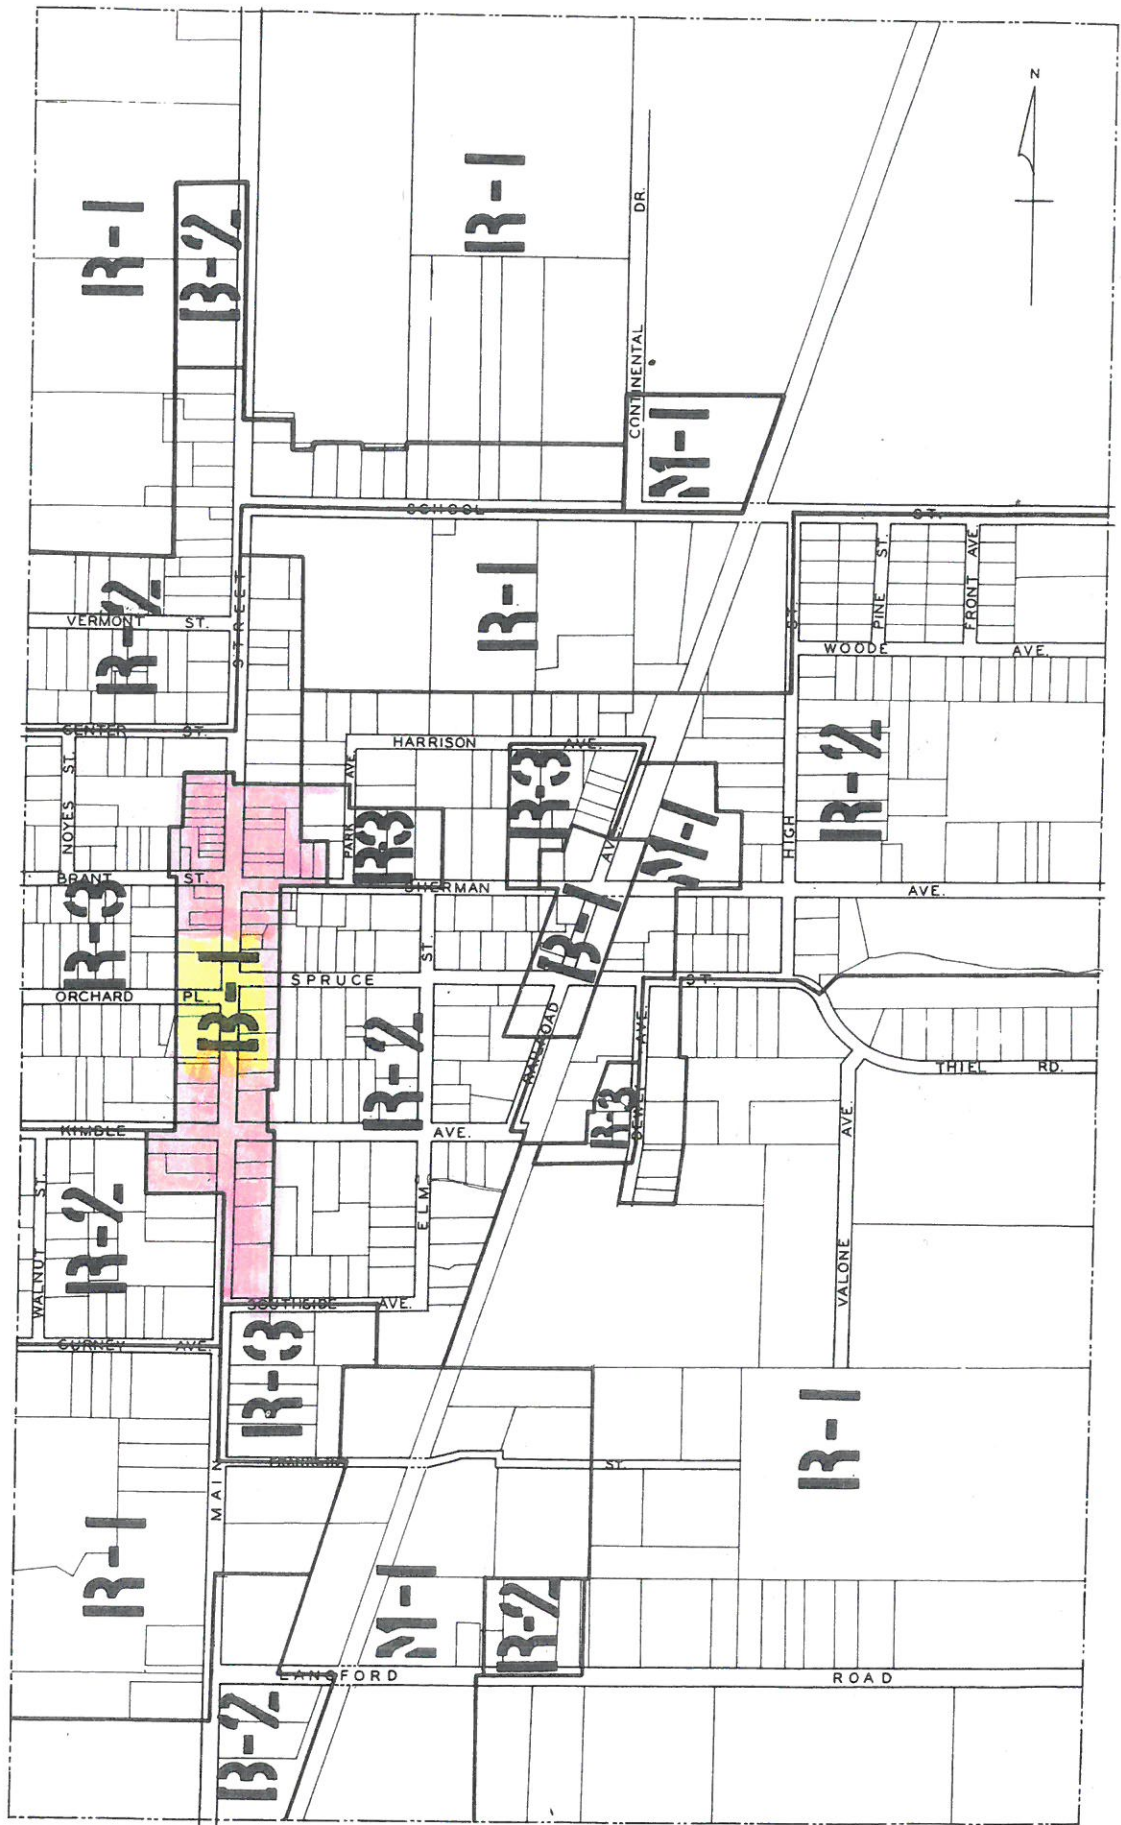 N
R-1
B-2
R-1
CONTINENTAL DR.
M-1
SCHOOL ST.
R-2
VERMONT ST.
STREET
R-1
PINE ST.
FRONT AVE.
ST.
WOODE AVE.
CENTER ST.
NOYES ST.
HARRISON AVE.
PARK AVE.
R-3
R-3
AVE.
M-1
HIGH
R-2
BRANT ST.
SHERMAN AVE.
R-3
B-1
B-1
ST.
SPRUCE ST.
ORCHARD PL.
R-2
RAILROAD
DEWEY AVE.
R-3
THIEL RD.
KIMBLE AVE.
WALNUT ST.
R-2
ELM
VALONE AVE.
SOUTHSIDE AVE.
GURNEY AVE.
R-3
R-1
FRANKLIN ST.
MAIN
R-1
M-1
R-2
LANGFORD ROAD
B-2